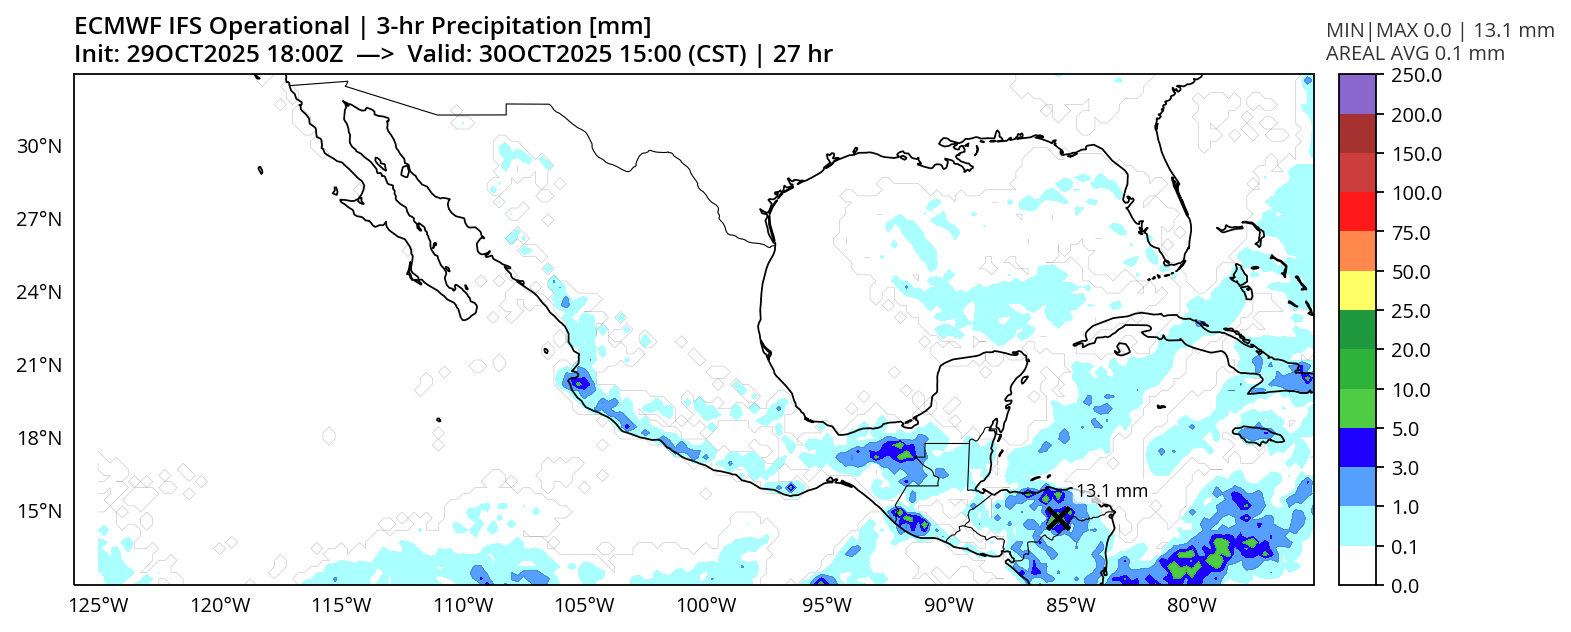 ECMWF IFS Operational | 3-hr Precipitation [mm]
Init: 29OCT2025 18:00Z —> Valid: 30OCT2025 15:00 (CST) | 27 hr
MIN|MAX 0.0 | 13.1 mm
AREAL AVG 0.1 mm
250.0
200.0
150.0
100.0
75.0
50.0
25.0
20.0
10.0
5.0
3.0
1.0
0.1
0.0
30°N
27°N
24°N
21°N
18°N
15°N
13.1 mm
125°W
120°W
115°W
110°W
105°W
100°W
95°W
90°W
85°W
80°W